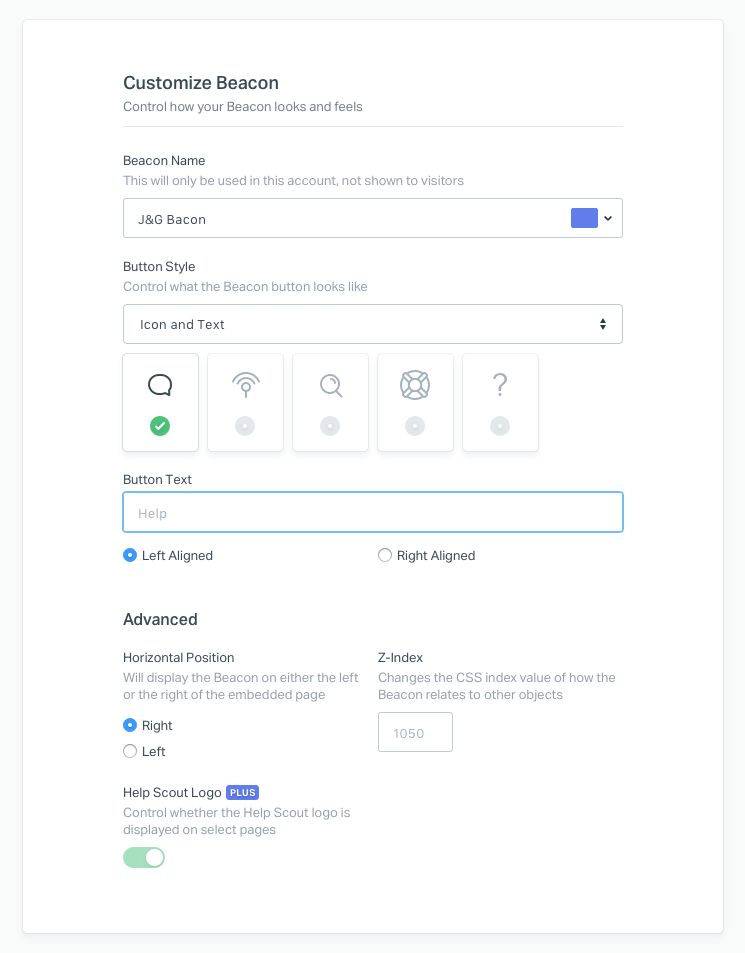 Customize Beacon
Control how your Beacon looks and feels
Beacon Name
This will only be used in this account, not shown to visitors
J&G Bacon
Button Style
Control what the Beacon button looks like
Icon and Text
?
Button Text
Help
Left Aligned
Right Aligned
Advanced
Horizontal Position
Will display the Beacon on either the left
or the right of the embedded page
Right
Left
Z-Index
Changes the CSS index value of how the
Beacon relates to other objects
1050
Help Scout Logo PLUS
Control whether the Help Scout logo is
displayed on select pages